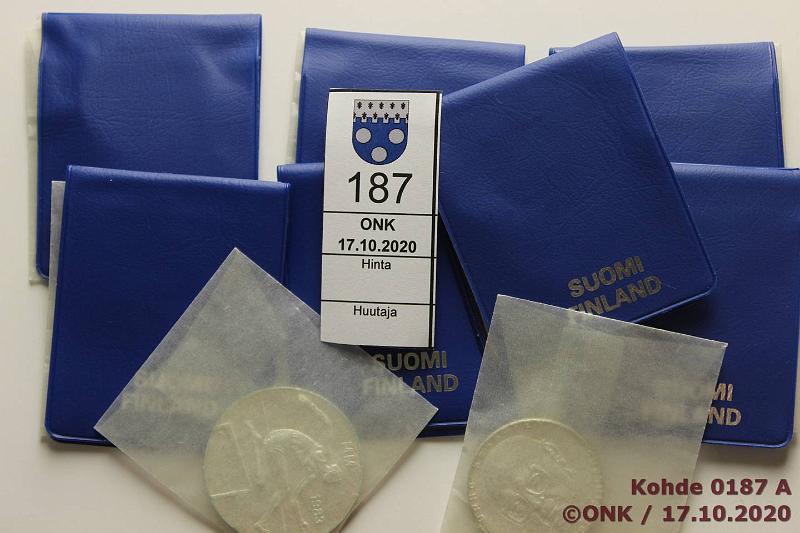 187
ONK
17.10.2020
Hinta
Huutaja
SUOMI
FINLAND
SUOMI
FINLAND
SUOMI
FINLAND
1983
Kohde 0187 A
©ONK / 17.10.2020